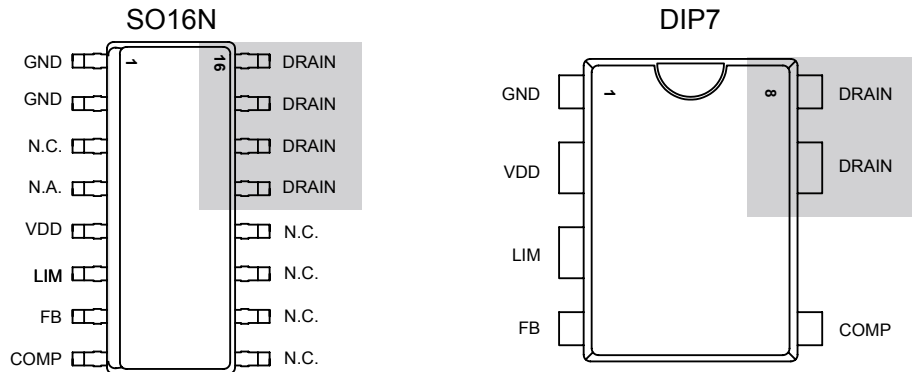 SO16N
GND
GND
N.C.
N.A.
VDD
LIM
FB
COMP
1
16
DRAIN
DRAIN
DRAIN
DRAIN
N.C.
N.C.
N.C.
N.C.
DIP7
GND
VDD
LIM
FB
1
8
DRAIN
DRAIN
COMP